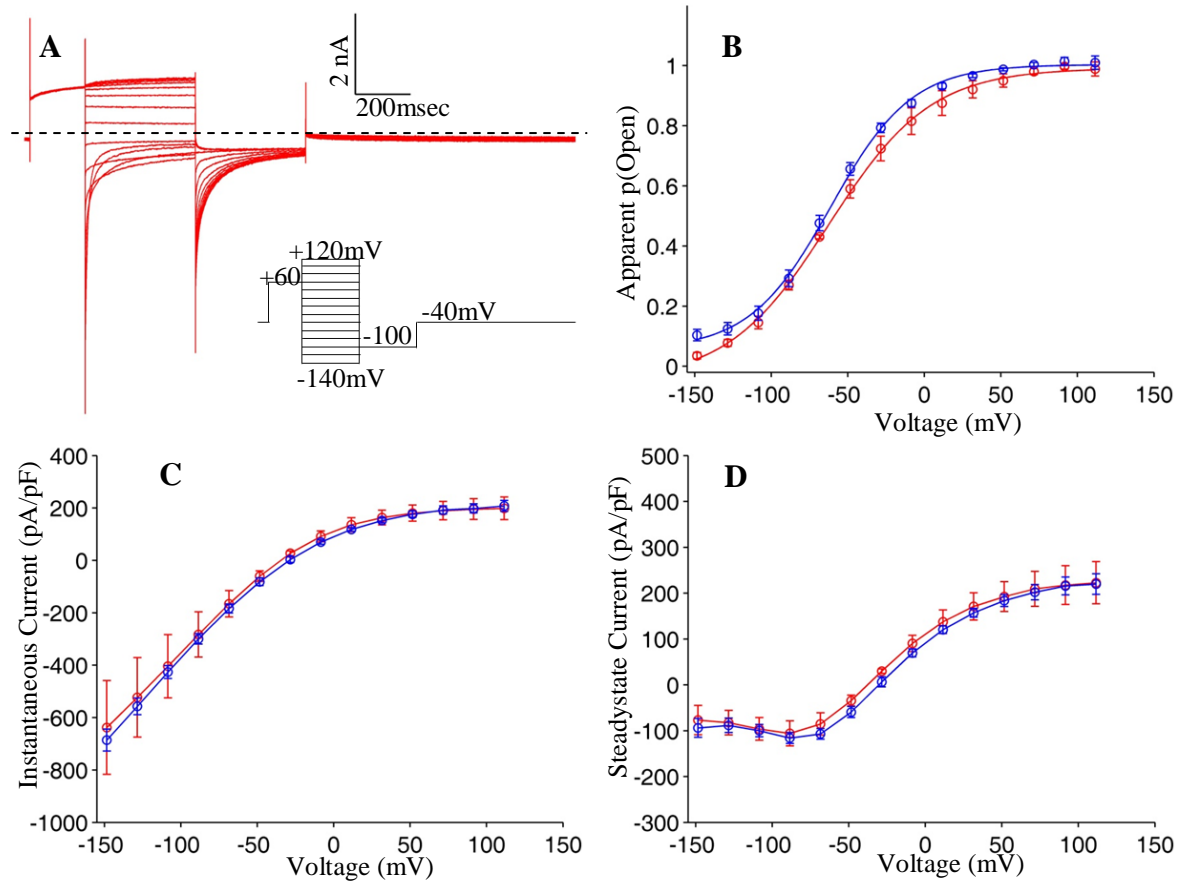 A
2 nA
200msec
+120mV
+60
-40mV
-100
-140mV
B
Apparent p(Open)
1
0.8
0.6
0.4
0.2
0
-150 -100 -50 0 50 100 150
Voltage (mV)
C
Instantaneous Current (pA/pF)
400
200
0
-200
-400
-600
-800
-1000
-150 -100 -50 0 50 100 150
Voltage (mV)
D
Steadystate Current (pA/pF)
500
400
300
200
100
0
-100
-200
-300
-150 -100 -50 0 50 100 150
Voltage (mV)